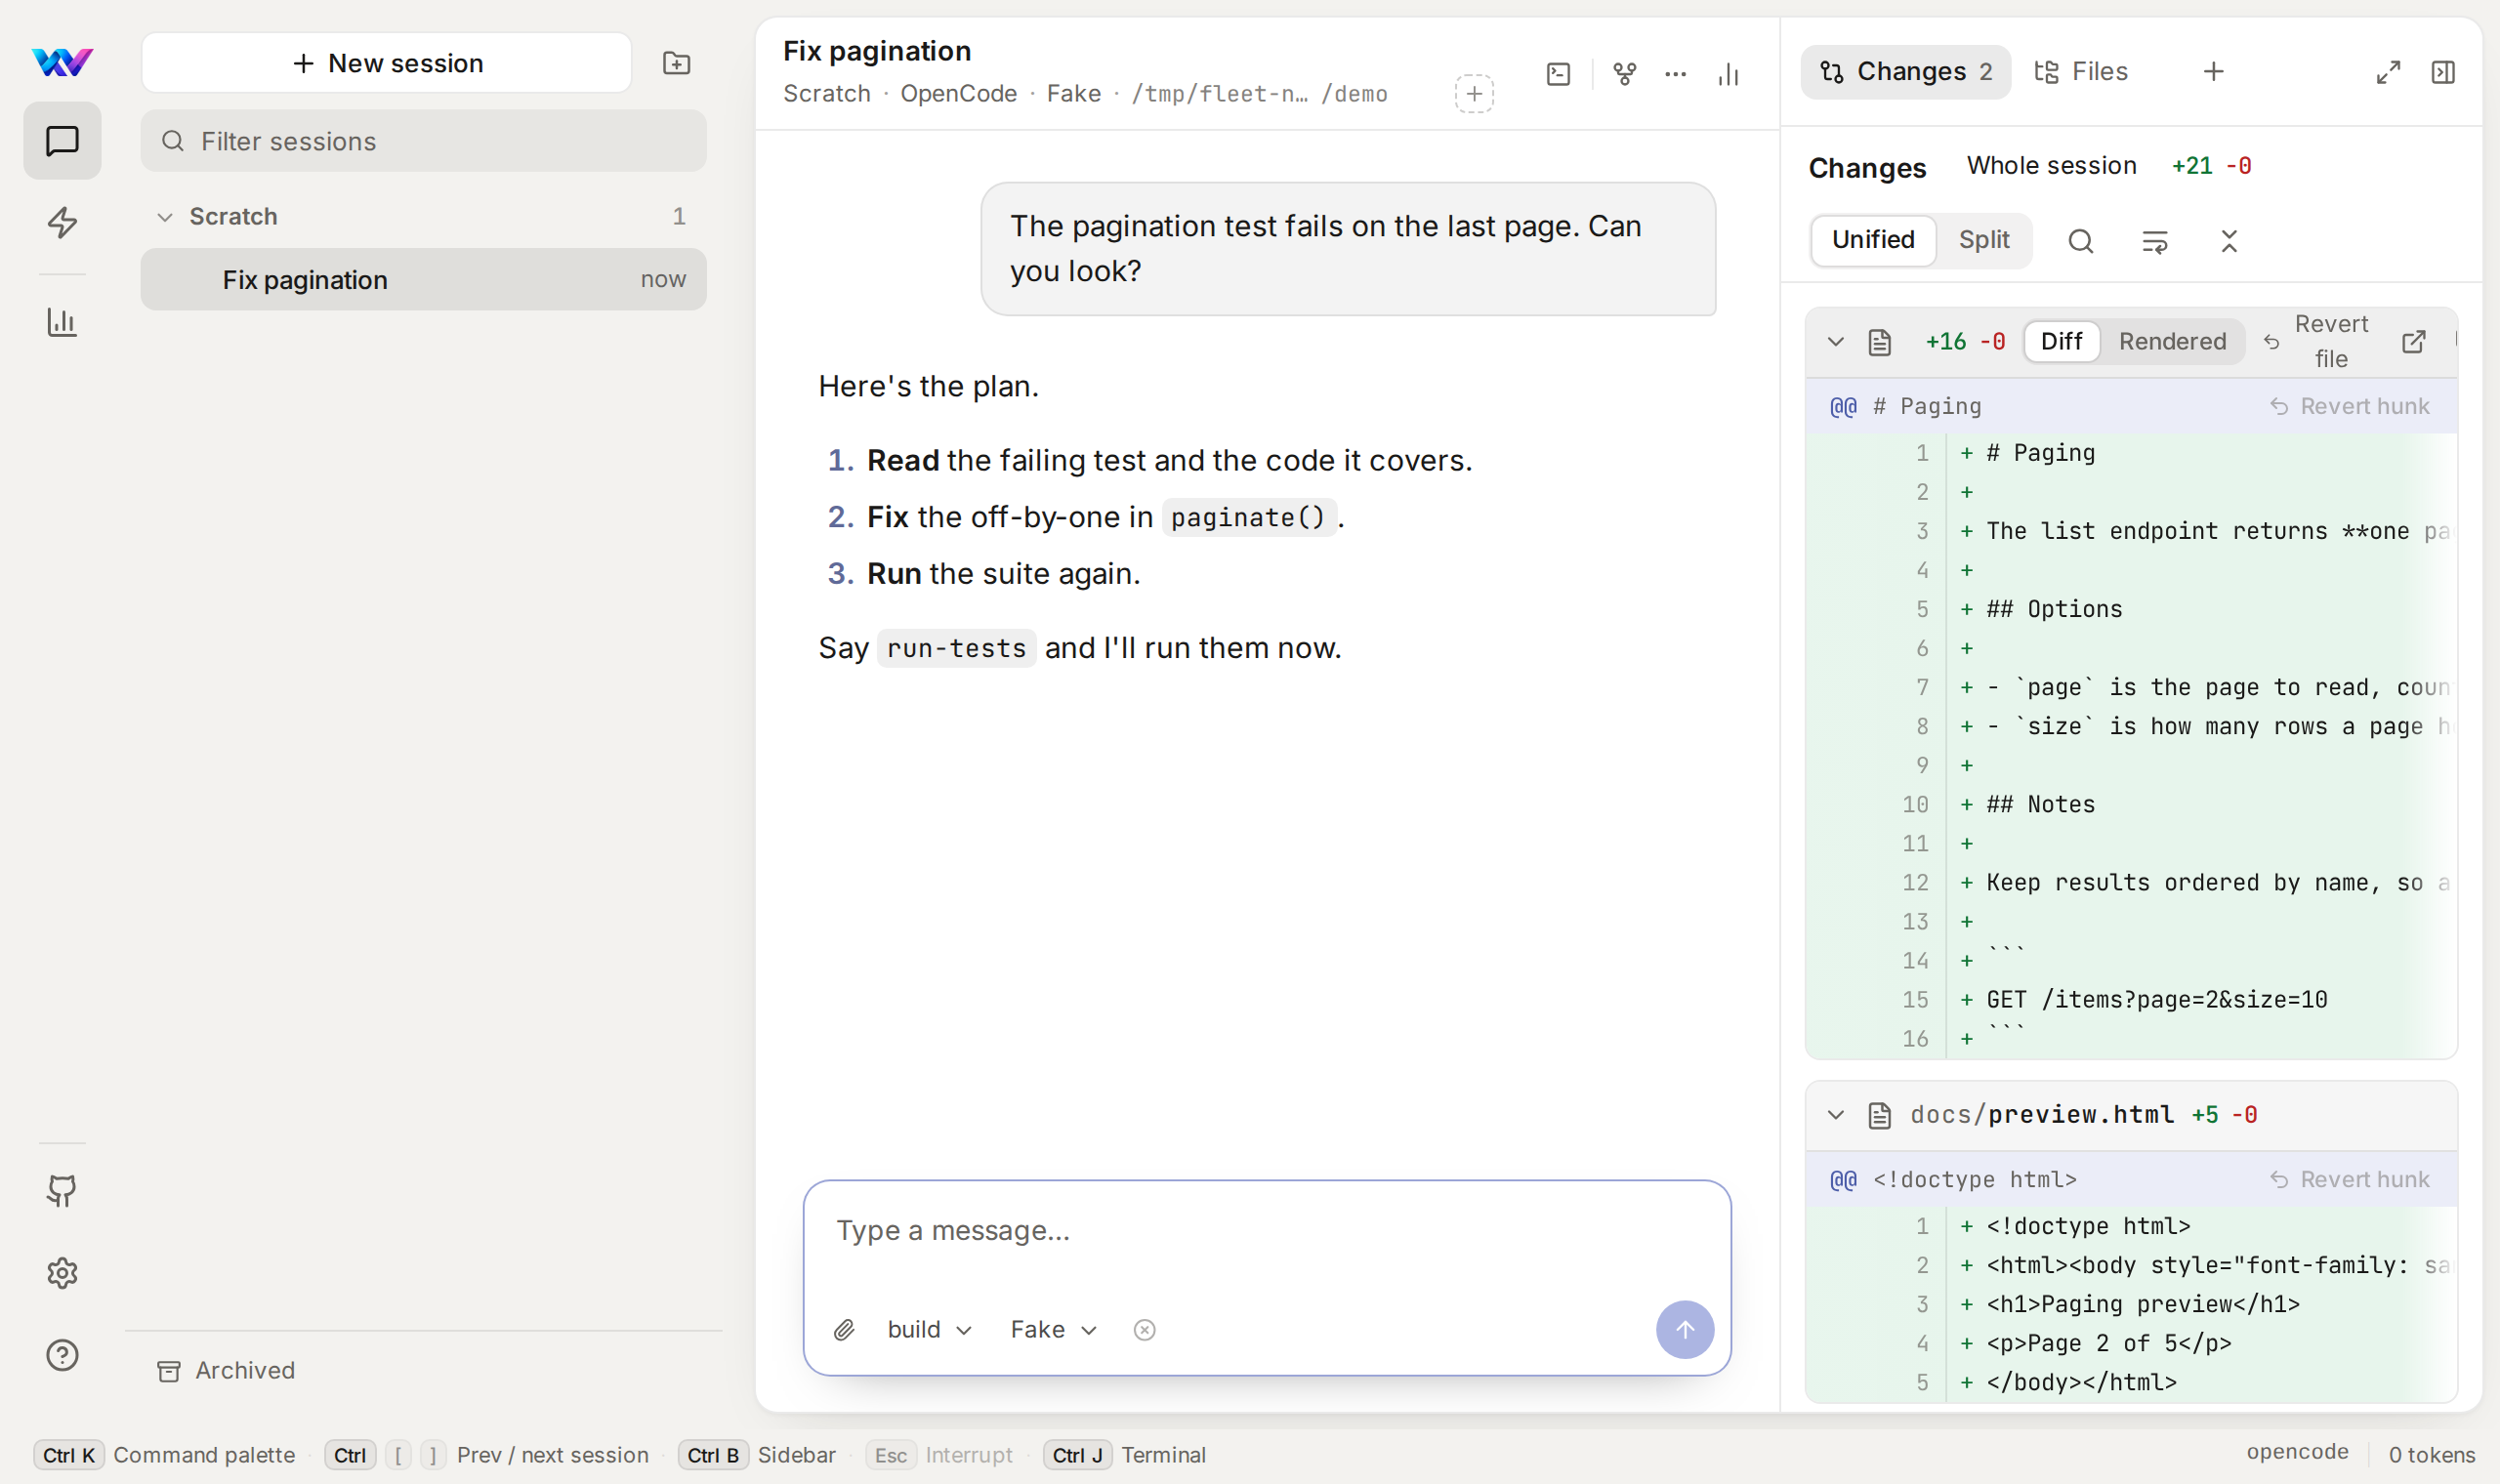 New session
Filter sessions
Scratch 1
Fix pagination now
Archived
Fix pagination
Scratch · OpenCode · Fake · /tmp/fleet-n… /demo
The pagination test fails on the last page. Can
you look?
Here's the plan.
1. Read the failing test and the code it covers.
2. Fix the off-by-one in paginate().
3. Run the suite again.
Say run-tests and I'll run them now.
Type a message...
build Fake
Changes 2 Files
Changes Whole session +21 -0
Unified Split
+16 -0 Diff Rendered Revert file
@@ # Paging Revert hunk
1 + # Paging
2 +
3 + The list endpoint returns **one
4 +
5 + ## Options
6 +
7 + - `page` is the page to read,
8 + - `size` is how many rows a page
9 +
10 + ## Notes
11 +
12 + Keep results ordered by name, so a
13 +
14 + ```
15 + GET /items?page=2&size=10
16 + ```
docs/preview.html +5 -0
@@ <!doctype html> Revert hunk
1 + <!doctype html>
2 + <html><body style="font-family:
3 + <h1>Paging preview</h1>
4 + <p>Page 2 of 5</p>
5 + </body></html>
Ctrl K Command palette · Ctrl [ ] Prev / next session · Ctrl B Sidebar · Esc Interrupt · Ctrl J Terminal
opencode 0 tokens